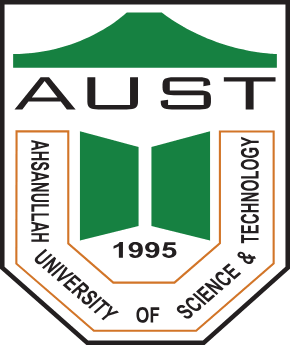 AUST
1995
AHSANULLAH UNIVERSITY OF SCIENCE & TECHNOLOGY